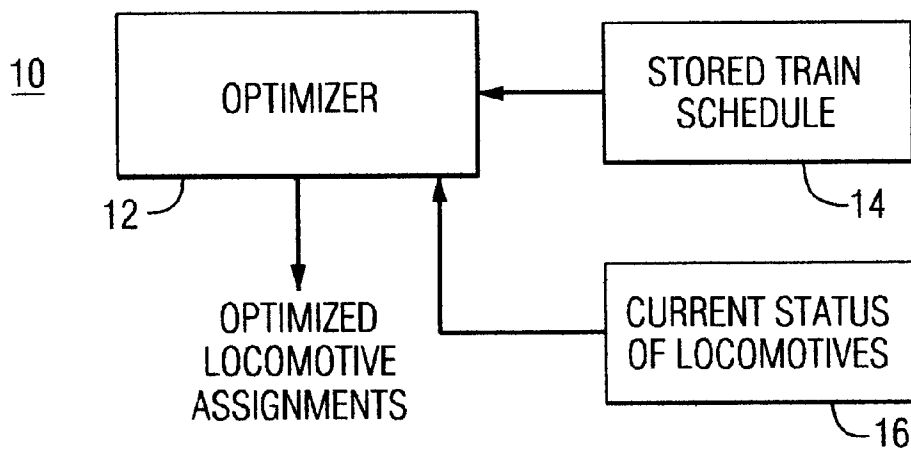 10
OPTIMIZER
STORED TRAIN
SCHEDULE
12
14
OPTIMIZED
LOCOMOTIVE
ASSIGNMENTS
CURRENT STATUS
OF LOCOMOTIVES
16